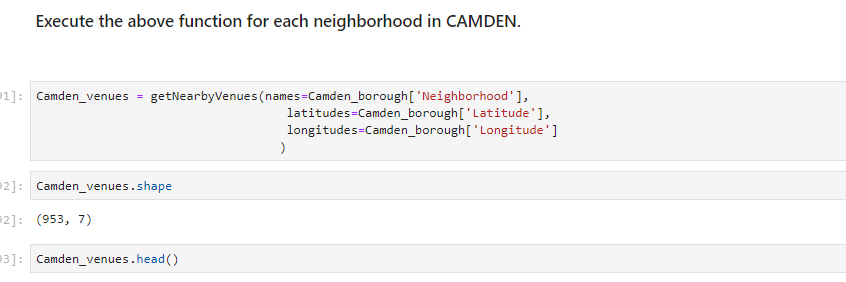 Execute the above function for each neighborhood in CAMDEN.
91]: Camden_venues = getNearbyVenues(names=Camden_borough['Neighborhood'],
latitudes=Camden_borough['Latitude'],
longitudes=Camden_borough['Longitude']
)
92]: Camden_venues.shape
92]: (953, 7)
93]: Camden_venues.head()